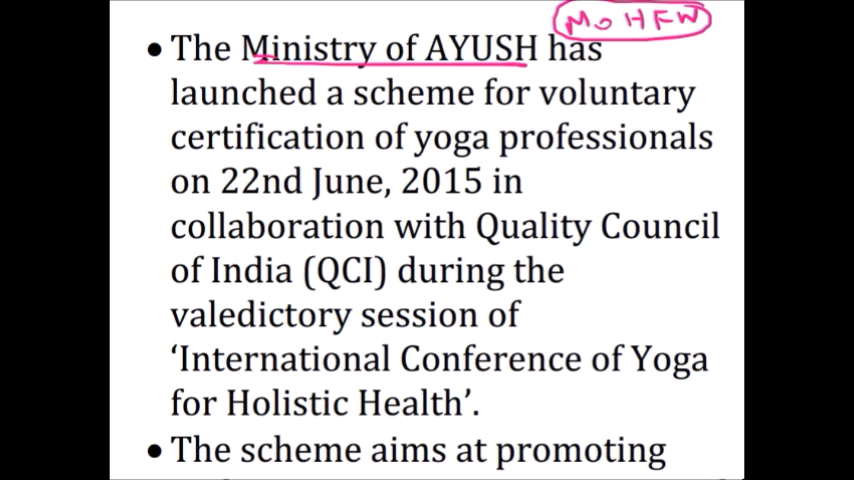 MOHFW
• The Ministry of AYUSH has
launched a scheme for voluntary
certification of yoga professionals
on 22nd June, 2015 in
collaboration with Quality Council
of India (QCI) during the
valedictory session of
‘International Conference of Yoga
for Holistic Health’.
• The scheme aims at promoting